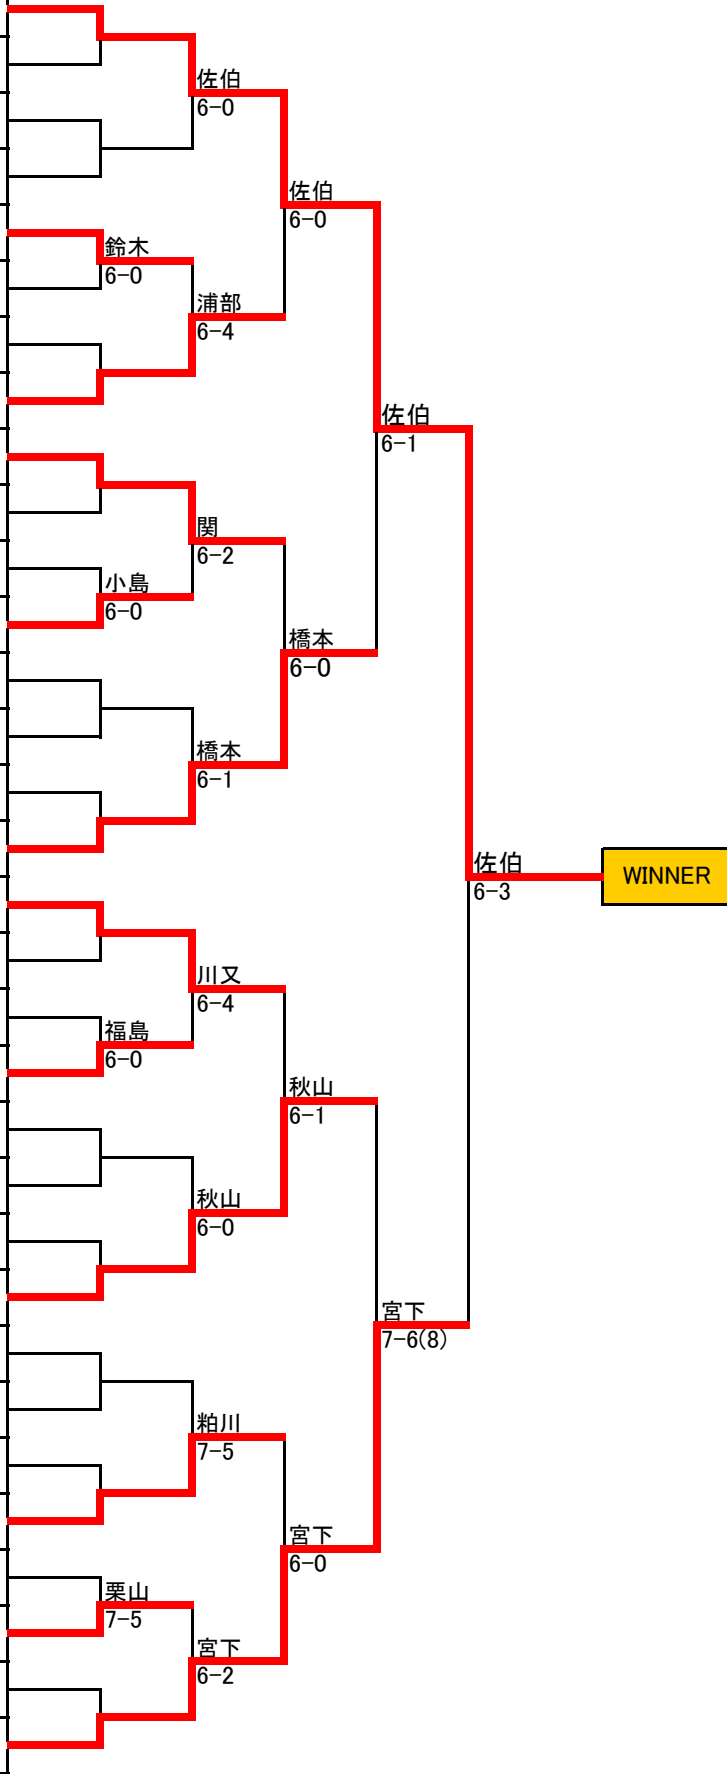 佐伯
6-0
佐伯
6-0
鈴木
6-0
浦部
6-4
佐伯
6-1
関
6-2
小島
6-0
橋本
6-0
橋本
6-1
佐伯
6-3
WINNER
川又
6-4
福島
6-0
秋山
6-1
秋山
6-0
宮下
7-6(8)
粕川
7-5
宮下
6-0
栗山
7-5
宮下
6-2